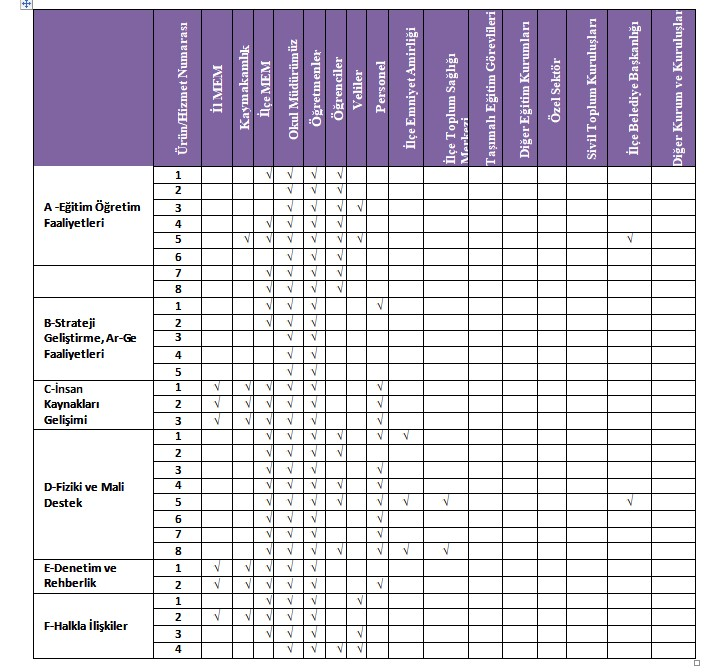 Ürün/Hizmet Numarası
İl MEM
Kaymakamlık
İlçe MEM
Okul Müdürümüz
Öğretmenler
Öğrenciler
Veliler
Personel
İlçe Emniyet Amirliği
İlçe Toplum Sağlığı
Merkezi
Taşımalı Eğitim Görevlileri
Diğer Eğitim Kurumları
Özel Sektör
Sivil Toplum Kuruluşları
İlçe Belediye Başkanlığı
Diğer Kurum ve Kuruluşlar
A -Eğitim Öğretim
Faaliyetleri
1 √ √ √ √
2 √ √ √
3 √ √ √ √
4 √ √ √ √
5 √ √ √ √ √ √ √
6 √ √ √
7 √ √ √ √
8 √ √ √ √
B-Strateji
Geliştirme, Ar-Ge
Faaliyetleri
1 √ √ √ √
2 √ √ √
3 √ √
4 √ √
5 √ √
C-İnsan
Kaynakları
Gelişimi
1 √ √ √ √ √ √
2 √ √ √ √ √ √
3 √ √ √ √ √ √
D-Fiziki ve Mali
Destek
1 √ √ √ √ √ √
2 √ √ √ √
3 √ √ √ √
4 √ √ √ √ √
5 √ √ √ √ √ √ √ √
6 √ √ √ √
7 √ √ √ √
8 √ √ √ √ √ √ √
E-Denetim ve
Rehberlik
1 √ √ √ √ √
2 √ √ √ √ √ √
F-Halkla İlişkiler
1 √ √ √ √
2 √ √ √ √ √
3 √ √ √ √
4 √ √ √ √